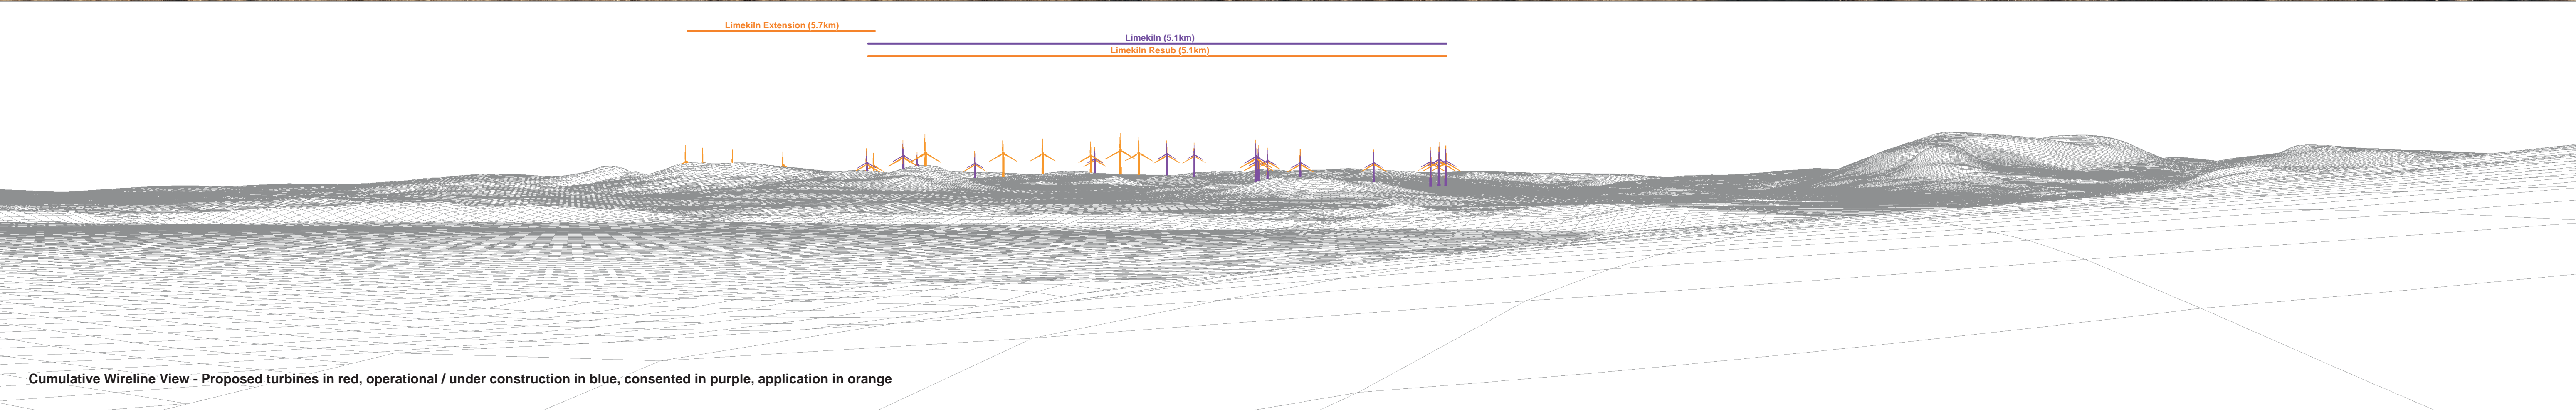 Limekiln Extension (5.7km)
Limekiln (5.1km)
Limekiln Resub (5.1km)
Cumulative Wireline View - Proposed turbines in red, operational / under construction in blue, consented in purple, application in orange